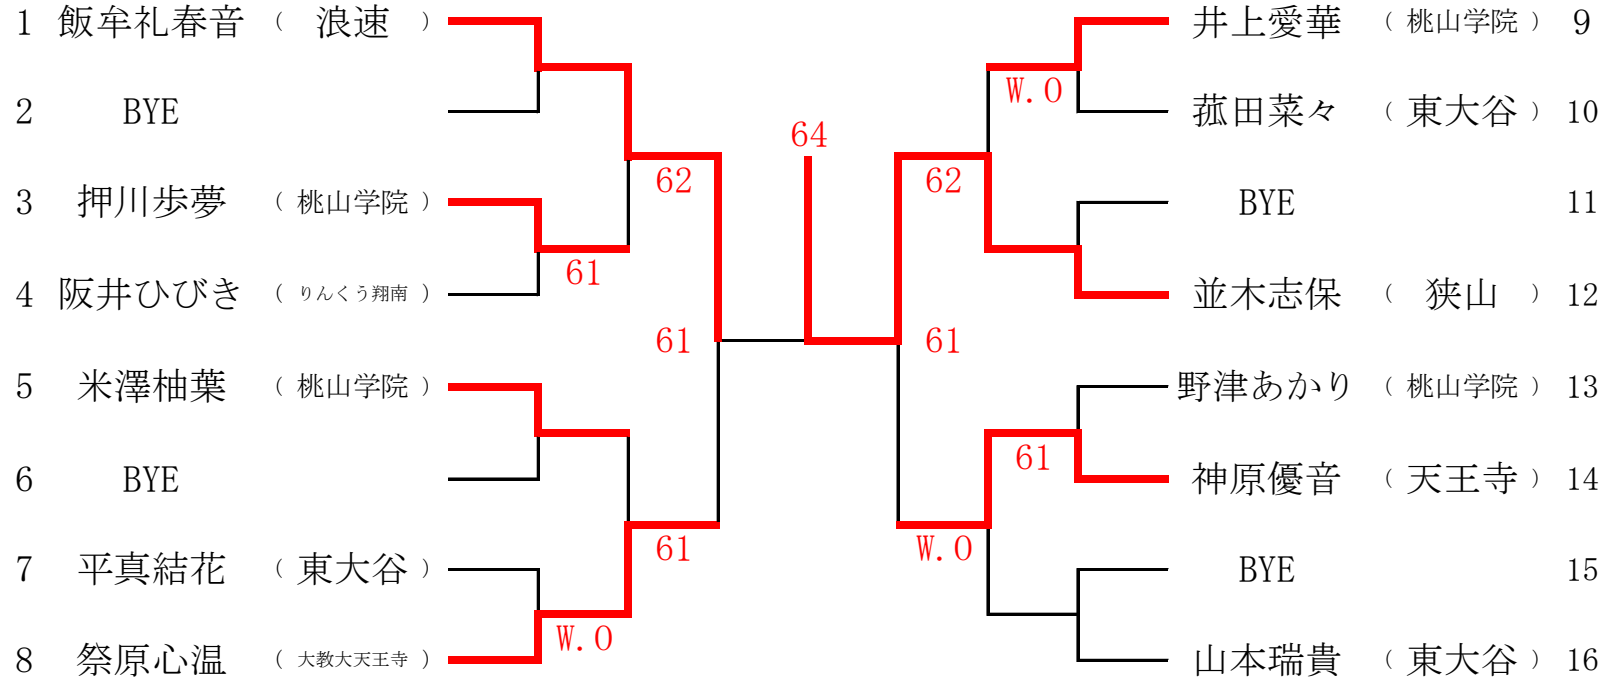 1 飯牟礼春音 （ 浪速 ）
2 BYE
3 押川歩夢 （ 桃山学院 ）
4 阪井ひびき （ りんくう翔南 ）
5 米澤柚葉 （ 桃山学院 ）
6 BYE
7 平真結花 （ 東大谷 ）
8 祭原心温 （ 大教大天王寺 ）
62
61
61
61
W.O
64
W.O
62
61
61
W.O
井上愛華 （ 桃山学院 ） 9
菰田菜々 （ 東大谷 ） 10
BYE 11
並木志保 （ 狭山 ） 12
野津あかり （ 桃山学院 ） 13
神原優音 （ 天王寺 ） 14
BYE 15
山本瑞貴 （ 東大谷 ） 16